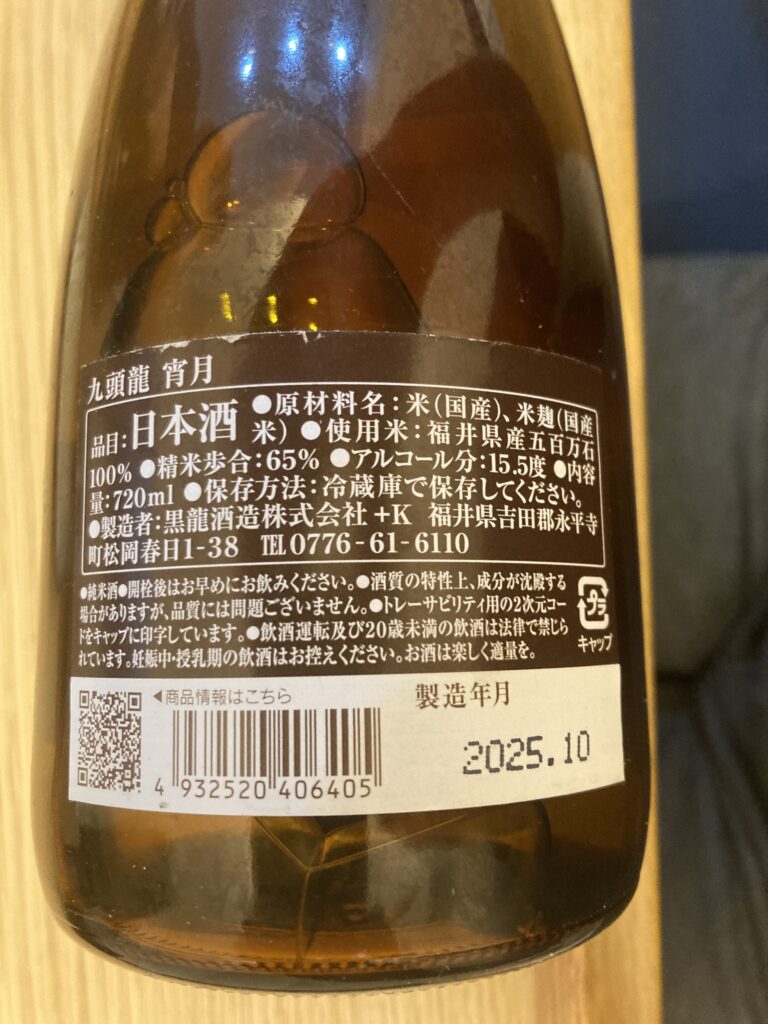 九頭龍 宵月
品目:日本酒 ●原材料名:米(国産)、米麹(国産
米) ●使用米:福井県産五百万石
100% ●精米歩合:65% ●アルコール分:15.5度 ●内容
量:720ml ●保存方法:冷蔵庫で保存してください。
●製造者:黒龍酒造株式会社 +K 福井県吉田郡永平寺
町松岡春日1-38 TEL0776-61-6110
●純米酒●開栓後はお早めにお飲みください。●酒質の特性上、成分が沈殿する
場合がありますが、品質には問題ございません。●トレーサビリティ用の2次元コー
ドをキャップに印字しています。●飲酒運転及び20歳未満の飲酒は法律で禁じら
れています。妊娠中・授乳期の飲酒はお控えください。お酒は楽しく適量を。
プラ
キャップ
◀商品情報はこちら
製造年月
2025.10
4 932520 406405